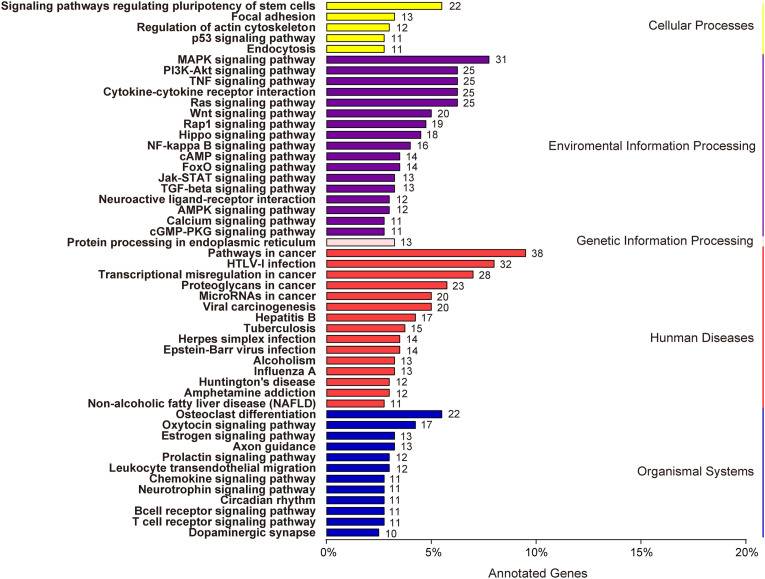 Signaling pathways regulating pluripotency of stem cells 22
Focal adhesion 13
Regulation of actin cytoskeleton 12
Cellular Processes
p53 signaling pathway 11
Endocytosis 11
MAPK signaling pathway 31
PI3K-Akt signaling pathway 25
TNF signaling pathway 25
Cytokine-cytokine receptor interaction 25
Ras signaling pathway 25
Wnt signaling pathway 20
Rap1 signaling pathway 19
Hippo signaling pathway 18
NF-kappa B signaling pathway 16
Enviromental Information Processing
cAMP signaling pathway 14
FoxO signaling pathway 14
Jak-STAT signaling pathway 13
TGF-beta signaling pathway 13
Neuroactive ligand-receptor interaction 12
AMPK signaling pathway 12
Calcium signaling pathway 11
cGMP-PKG signaling pathway 11
Protein processing in endoplasmic reticulum 13
Genetic Information Processing
Pathways in cancer 38
HTLV-I infection 32
Transcriptional misregulation in cancer 28
Proteoglycans in cancer 23
MicroRNAs in cancer 20
Viral carcinogenesis 20
Hepatitis B 17
Tuberculosis 15
Herpes simplex infection 14
Hunman Diseases
Epstein-Barr virus infection 14
Alcoholism 13
Influenza A 13
Huntington's disease 12
Amphetamine addiction 12
Non-alcoholic fatty liver disease (NAFLD) 11
Osteoclast differentiation 22
Oxytocin signaling pathway 17
Estrogen signaling pathway 13
Axon guidance 13
Prolactin signaling pathway 12
Leukocyte transendothelial migration 12
Organismal Systems
Chemokine signaling pathway 11
Neurotrophin signaling pathway 11
Circadian rhythm 11
Bcell receptor signaling pathway 11
T cell receptor signaling pathway 11
Dopaminergic synapse 10
0% 5% 10% 15% 20%
Annotated Genes